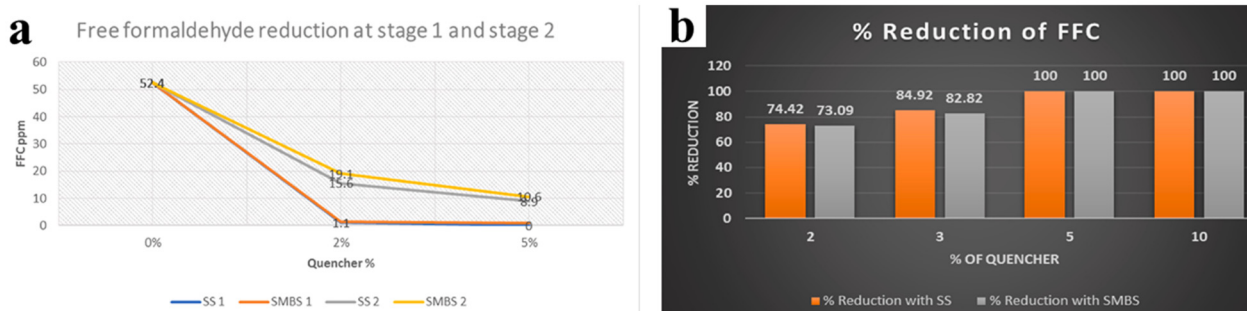 a
Free formaldehyde reduction at stage 1 and stage 2
60
50
40
30
20
10
0
FFC ppm
52.4
19.1
15.6
1.1
10.6
8.9
0
0%
2%
5%
Quencher %
SS 1
SMBS 1
SS 2
SMBS 2
b
% Reduction of FFC
120
100
80
60
40
20
0
% REDUCTION
74.42
73.09
84.92
82.82
100
100
100
100
2
3
5
10
% OF QUENCHER
% Reduction with SS
% Reduction with SMBS